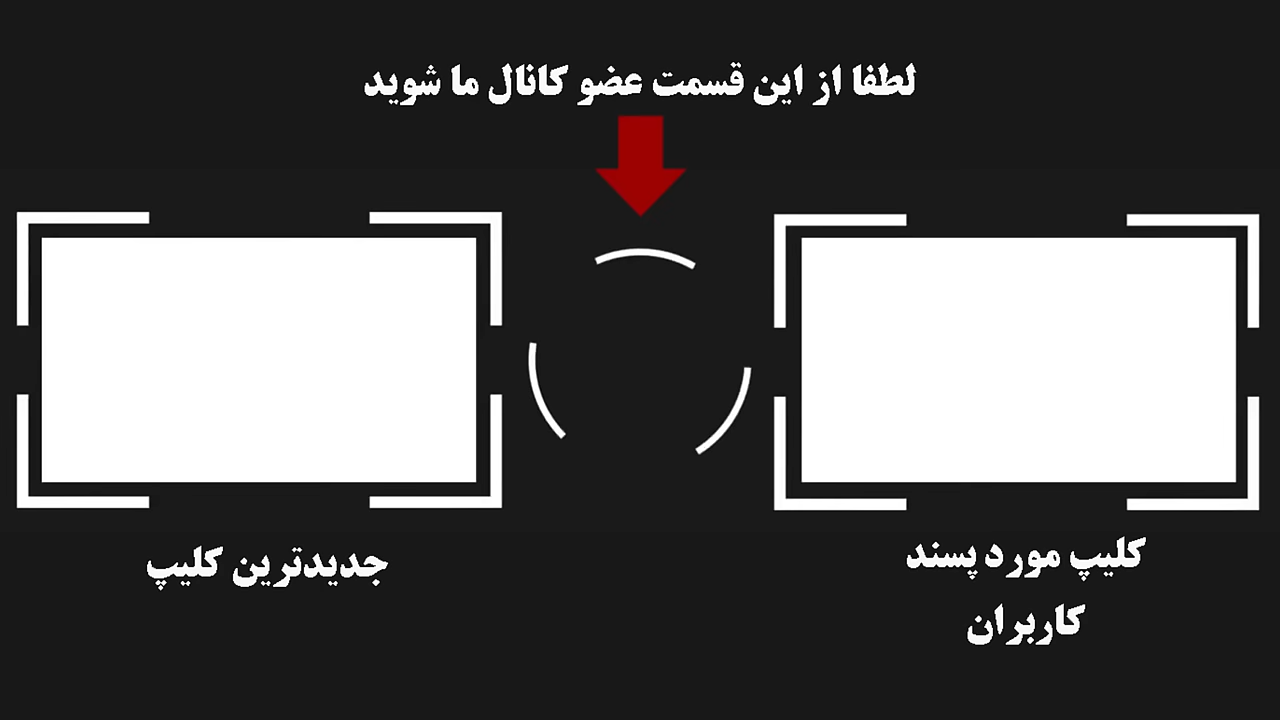 لطفا از این قسمت عضو کانال ما شوید
کلیپ مورد پسند
کاربران
جدیدترین کلیپ